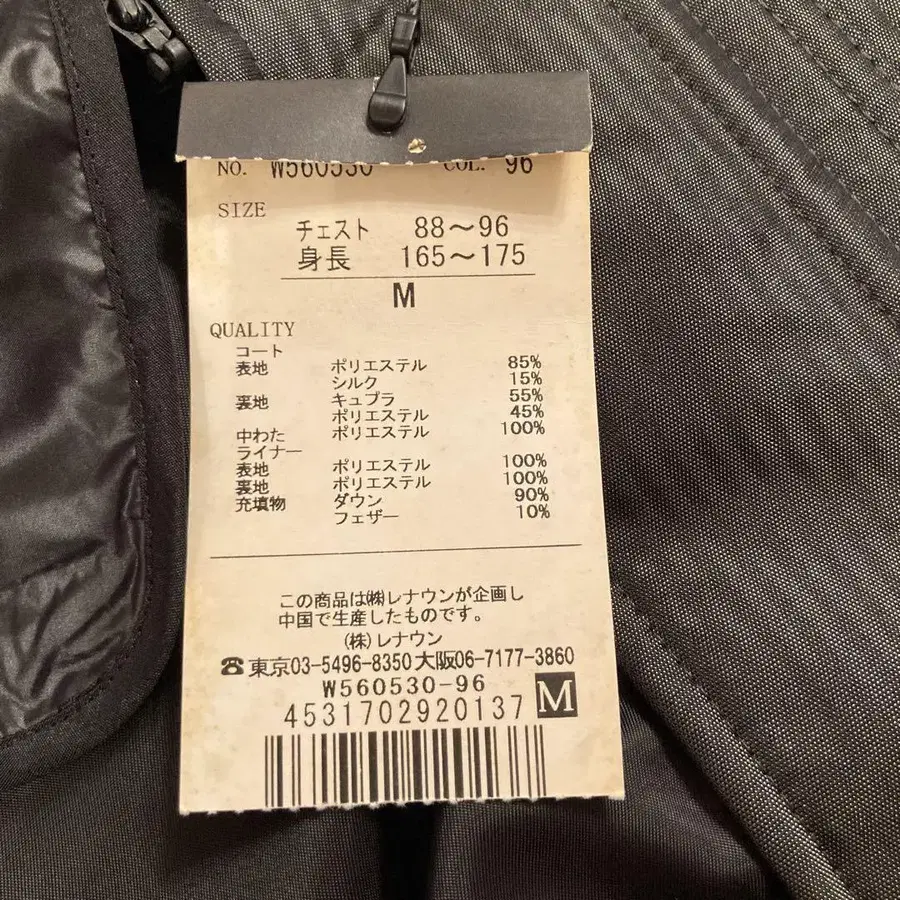 NO. W560530 COL. 96
SIZE
チェスト 88～96
身長 165～175
M
QUALITY
コート
表地 ポリエステル 85%
シルク 15%
裏地 キュプラ 55%
ポリエステル 45%
中わた ポリエステル 100%
ライナー
表地 ポリエステル 100%
裏地 ポリエステル 100%
充填物 ダウン 90%
フェザー 10%
この商品は㈱レナウンが企画し
中国で生産したものです。
(株)レナウン
☎東京03-5496-8350大阪06-7177-3860
W560530-96
4531702920137 M